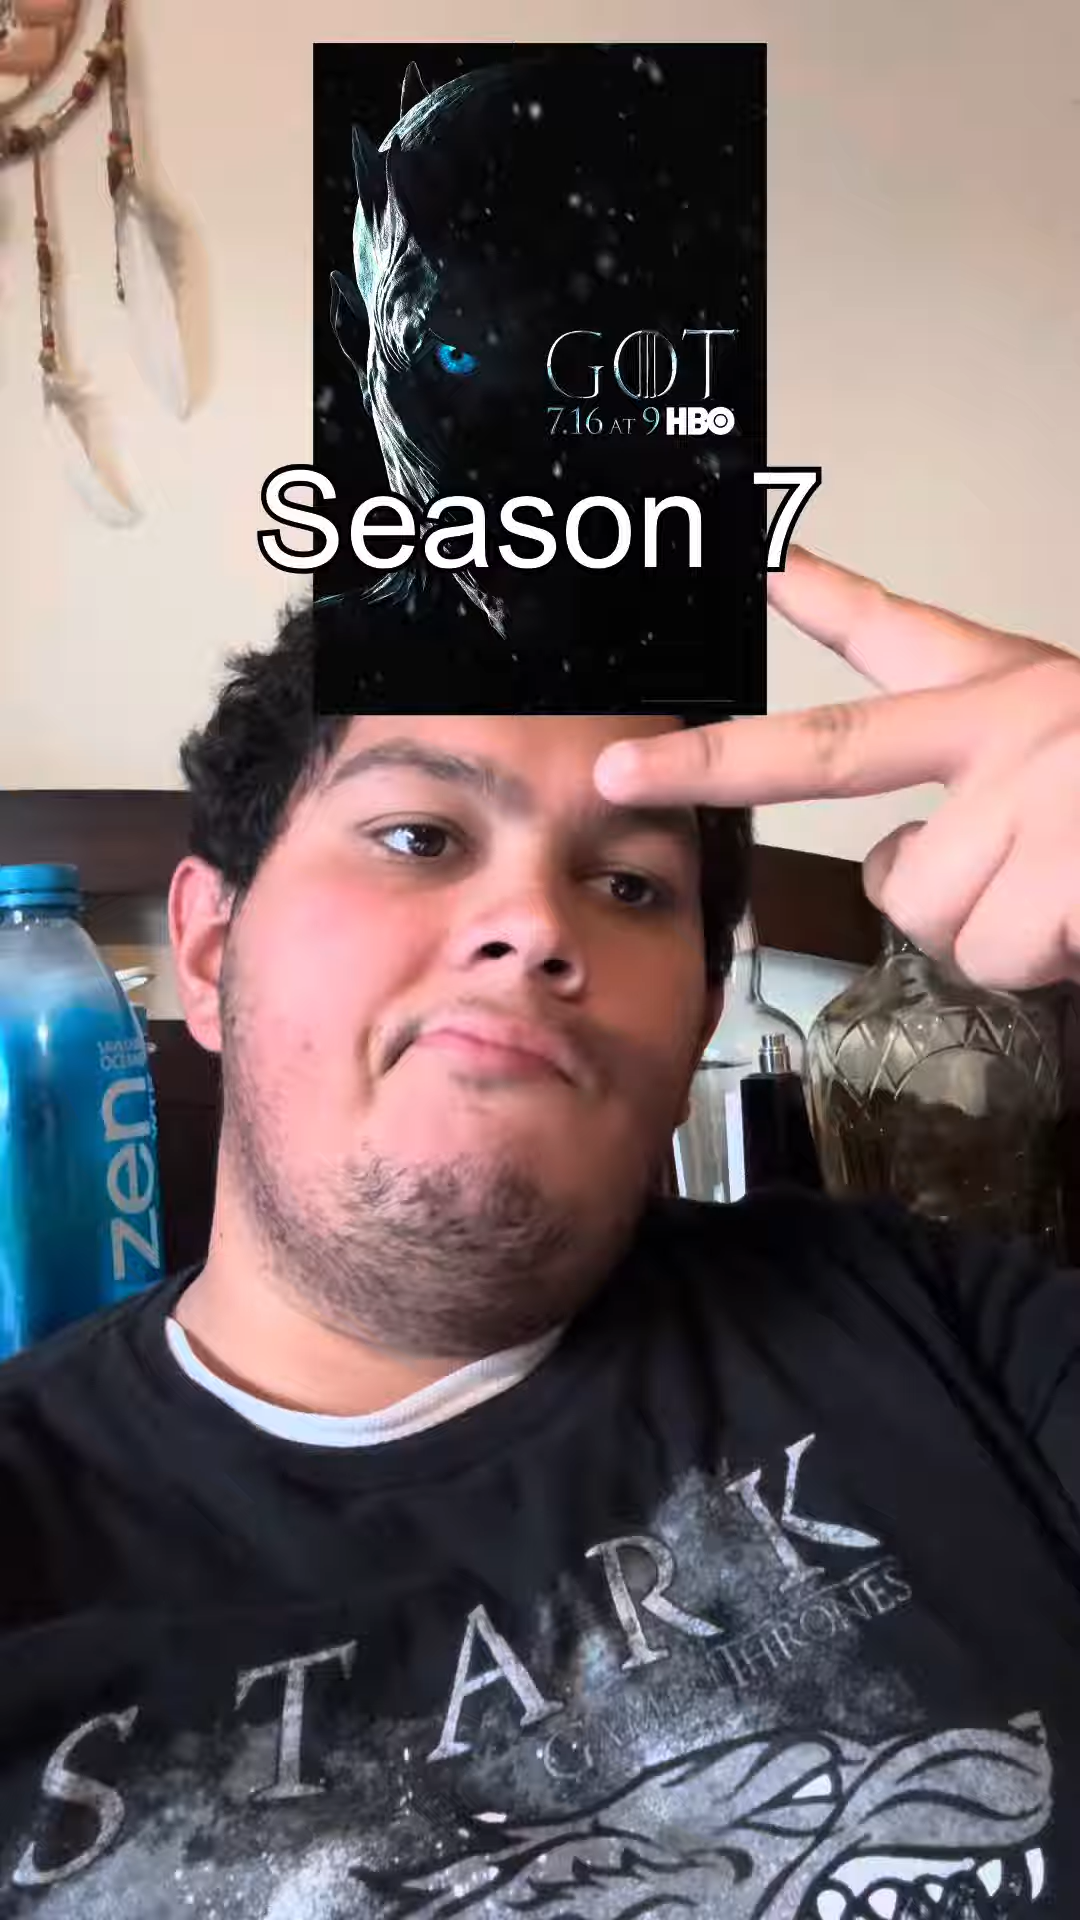 GOT
7.16 AT 9 HBO
Season 7
zen
STARK
GAME OF THRONES